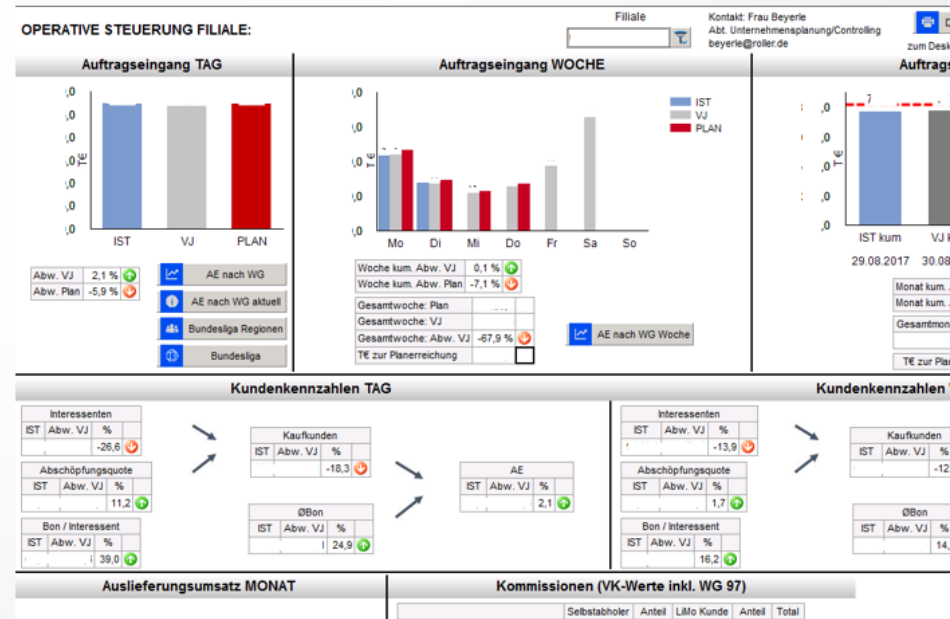 OPERATIVE STEUERUNG FILIALE:
Filiale
Kontakt: Frau Beyerle
Abt. Unternehmensplanung/Controlling
beyerle@roller.de
zum Desk
Auftragseingang TAG
Auftragseingang WOCHE
Auftrags
T€
IST
VJ
PLAN
T€
IST
VJ
PLAN
Mo Di Mi Do Fr Sa So
T€
IST kum VJ k
29.08.2017 30.08
Abw. VJ 2,1 %
Abw. Plan -5,9 %
AE nach WG
AE nach WG aktuell
Bundesliga Regionen
Bundesliga
Woche kum. Abw. VJ 0,1 %
Woche kum. Abw. Plan -7,1 %
Gesamtwoche: Plan
Gesamtwoche: VJ
Gesamtwoche: Abw. VJ -67,9 %
T€ zur Planerreichung
AE nach WG Woche
Monat kum.
Monat kum.
Gesamtmon
T€ zur Plan
Kundenkennzahlen TAG
Kundenkennzahlen
Interessenten
IST Abw. VJ %
-26,6
Abschöpfungsquote
IST Abw. VJ %
11,2
Bon / Interessent
IST Abw. VJ %
39,0
Kaufkunden
IST Abw. VJ %
-18,3
ØBon
IST Abw. VJ %
24,9
AE
IST Abw. VJ %
2,1
Interessenten
IST Abw. VJ %
-13,9
Abschöpfungsquote
IST Abw. VJ %
1,7
Bon / Interessent
IST Abw. VJ %
16,2
Kaufkunden
IST Abw. VJ %
-12
ØBon
IST Abw. VJ %
14,
Auslieferungsumsatz MONAT
Kommissionen (VK-Werte inkl. WG 97)
Selbstabholer Anteil LiMo Kunde Anteil Total